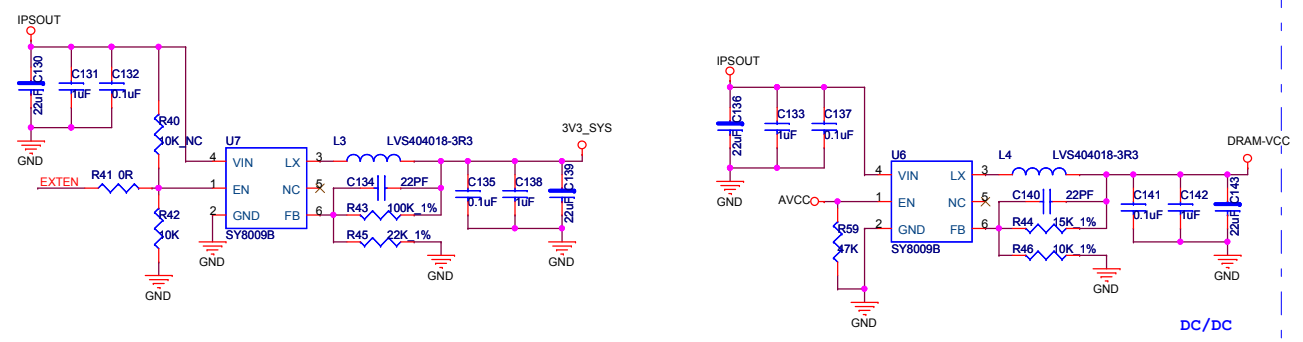 IPSOUT
C130
22uF
C131
1uF
C132
0.1uF
GND
R40
10K_NC
U7
L3 LVS404018-3R3
3V3_SYS
4 VIN LX 3
EXTEN R41 0R
1 EN NC 5
C134 22PF
2 GND FB 6
R43 100K_1%
R42
10K
SY8009B
R45 22K_1%
C135
0.1uF
C138
1uF
C139
22uF
GND
GND
GND
GND
IPSOUT
C136
22uF
C133
1uF
C137
0.1uF
GND
U6
L4 LVS404018-3R3
DRAM-VCC
4 VIN LX 3
AVCC
1 EN NC 5
C140 22PF
2 GND FB 6
R44 15K_1%
R59
47K
SY8009B
R46 10K_1%
C141
0.1uF
C142
1uF
C143
22uF
GND
GND
GND
DC/DC